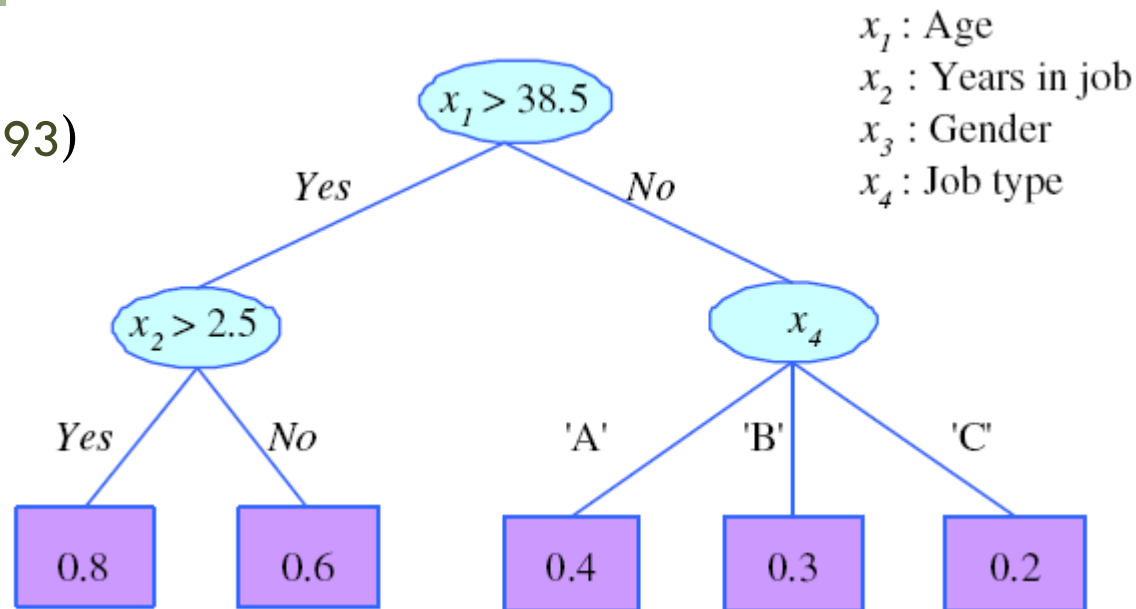 x1 : Age
x2 : Years in job
x3 : Gender
x4 : Job type
93)
x1 > 38.5
Yes
No
x2 > 2.5
x4
Yes
No
'A'
'B'
'C'
0.8
0.6
0.4
0.3
0.2